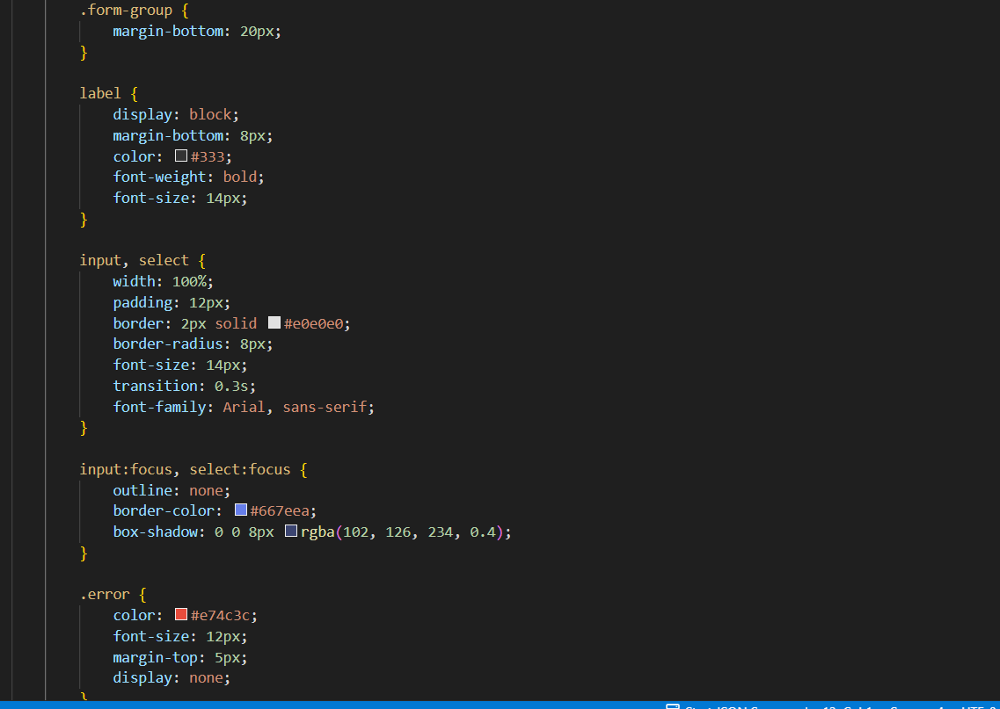 .form-group {
    margin-bottom: 20px;
}

label {
    display: block;
    margin-bottom: 8px;
    color: #333;
    font-weight: bold;
    font-size: 14px;
}

input, select {
    width: 100%;
    padding: 12px;
    border: 2px solid #e0e0e0;
    border-radius: 8px;
    font-size: 14px;
    transition: 0.3s;
    font-family: Arial, sans-serif;
}

input:focus, select:focus {
    outline: none;
    border-color: #667eea;
    box-shadow: 0 0 8px rgba(102, 126, 234, 0.4);
}

.error {
    color: #e74c3c;
    font-size: 12px;
    margin-top: 5px;
    display: none;
}